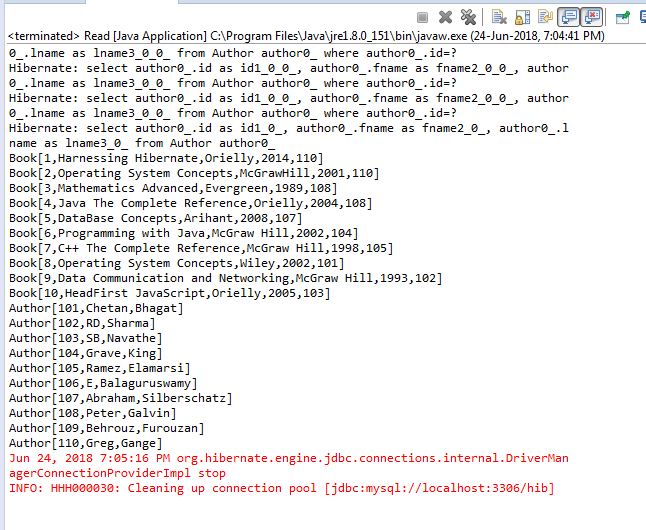 <terminated> Read [Java Application] C:\Program Files\Java\jre1.8.0_151\bin\javaw.exe (24-Jun-2018, 7:04:41 PM)
0_.lname as lname3_0_0_ from Author author0_ where author0_.id=?
Hibernate: select author0_.id as id1_0_0_, author0_.fname as fname2_0_0_, author
0_.lname as lname3_0_0_ from Author author0_ where author0_.id=?
Hibernate: select author0_.id as id1_0_0_, author0_.fname as fname2_0_0_, author
0_.lname as lname3_0_0_ from Author author0_ where author0_.id=?
Hibernate: select author0_.id as id1_0_, author0_.fname as fname2_0_, author0_.l
name as lname3_0_ from Author author0_
Book[1,Harnessing Hibernate,Orielly,2014,110]
Book[2,Operating System Concepts,McGrawHill,2001,110]
Book[3,Mathematics Advanced,Evergreen,1989,108]
Book[4,Java The Complete Reference,Orielly,2004,108]
Book[5,DataBase Concepts,Arihant,2008,107]
Book[6,Programming with Java,McGraw Hill,2002,104]
Book[7,C++ The Complete Reference,McGraw Hill,1998,105]
Book[8,Operating System Concepts,Wiley,2002,101]
Book[9,Data Communication and Networking,McGraw Hill,1993,102]
Book[10,HeadFirst JavaScript,Orielly,2005,103]
Author[101,Chetan,Bhagat]
Author[102,RD,Sharma]
Author[103,SB,Navathe]
Author[104,Grave,King]
Author[105,Ramez,Elamarsi]
Author[106,E,Balaguruswamy]
Author[107,Abraham,Silberschatz]
Author[108,Peter,Galvin]
Author[109,Behrouz,Furouzan]
Author[110,Greg,Gange]
Jun 24, 2018 7:05:16 PM org.hibernate.engine.jdbc.connections.internal.DriverMan
agerConnectionProviderImpl stop
INFO: HHH000030: Cleaning up connection pool [jdbc:mysql://localhost:3306/hib]